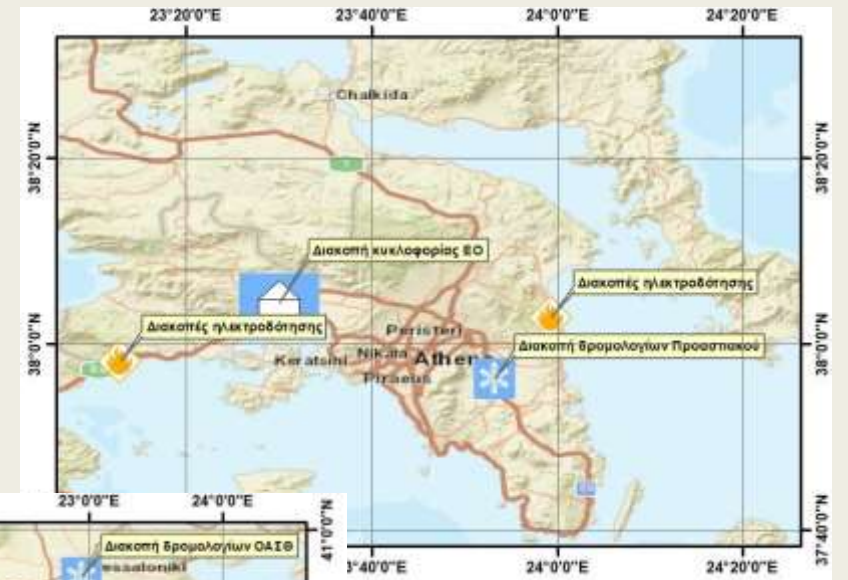 23°20'0"E 23°40'0"E 24°0'0"E 24°20'0"E
Chalkida
38°20'0"N 38°20'0"N
Διακοπή κυκλοφορίας ΕΟ
Διακοπές ηλεκτροδότησης
Διακοπές ηλεκτροδότησης
Peristeri
Διακοπή δρομολογίων Προαστιακού
38°0'0"N 38°0'0"N
Keratsini Nikaia Athens
Piraeus
37°40'0"N
3°40'0"E 24°0'0"E 24°20'0"E
23°0'0"E 24°0'0"E
41°0'0"N
Διακοπή δρομολογίων ΟΑΣΘ
essaloniki